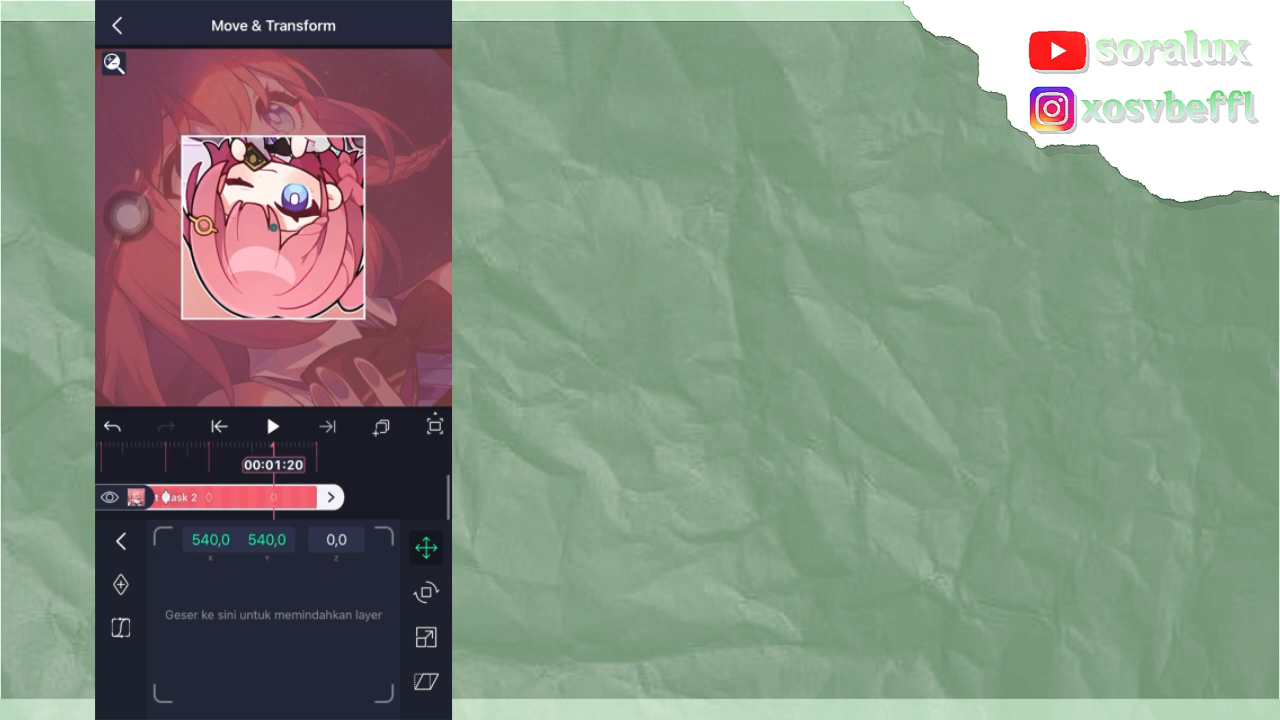 Move & Transform
soralux
xosvbeffl
00:01:20
t Mask 2
540,0 540,0 0,0
X Y Z
Geser ke sini untuk memindahkan layer